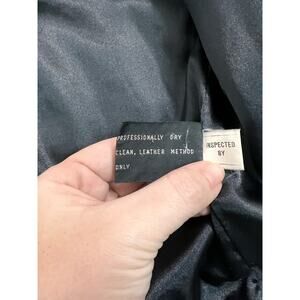 PROFESSIONALLY DRY
CLEAN, LEATHER METHOD
ONLY
INSPECTED
BY